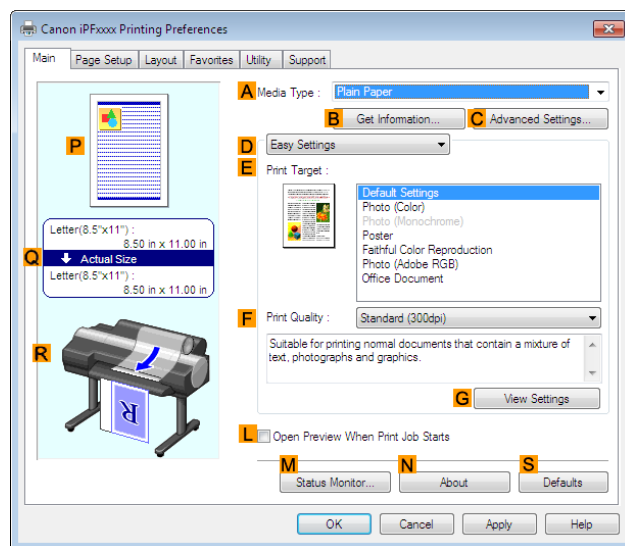 Canon iPFxxxx Printing Preferences
Main Page Setup Layout Favorites Utility Support
A Media Type : Plain Paper
B Get Information... C Advanced Settings...
D Easy Settings
P
E Print Target :
Default Settings
Photo (Color)
Photo (Monochrome)
Poster
Faithful Color Reproduction
Photo (Adobe RGB)
Office Document
Letter(8.5"x11") :
8.50 in x 11.00 in
Q Actual Size
Letter(8.5"x11") :
8.50 in x 11.00 in
F Print Quality : Standard (300dpi)
Suitable for printing normal documents that contain a mixture of
text, photographs and graphics.
R
R
G View Settings
L Open Preview When Print Job Starts
M Status Monitor... N About S Defaults
OK Cancel Apply Help